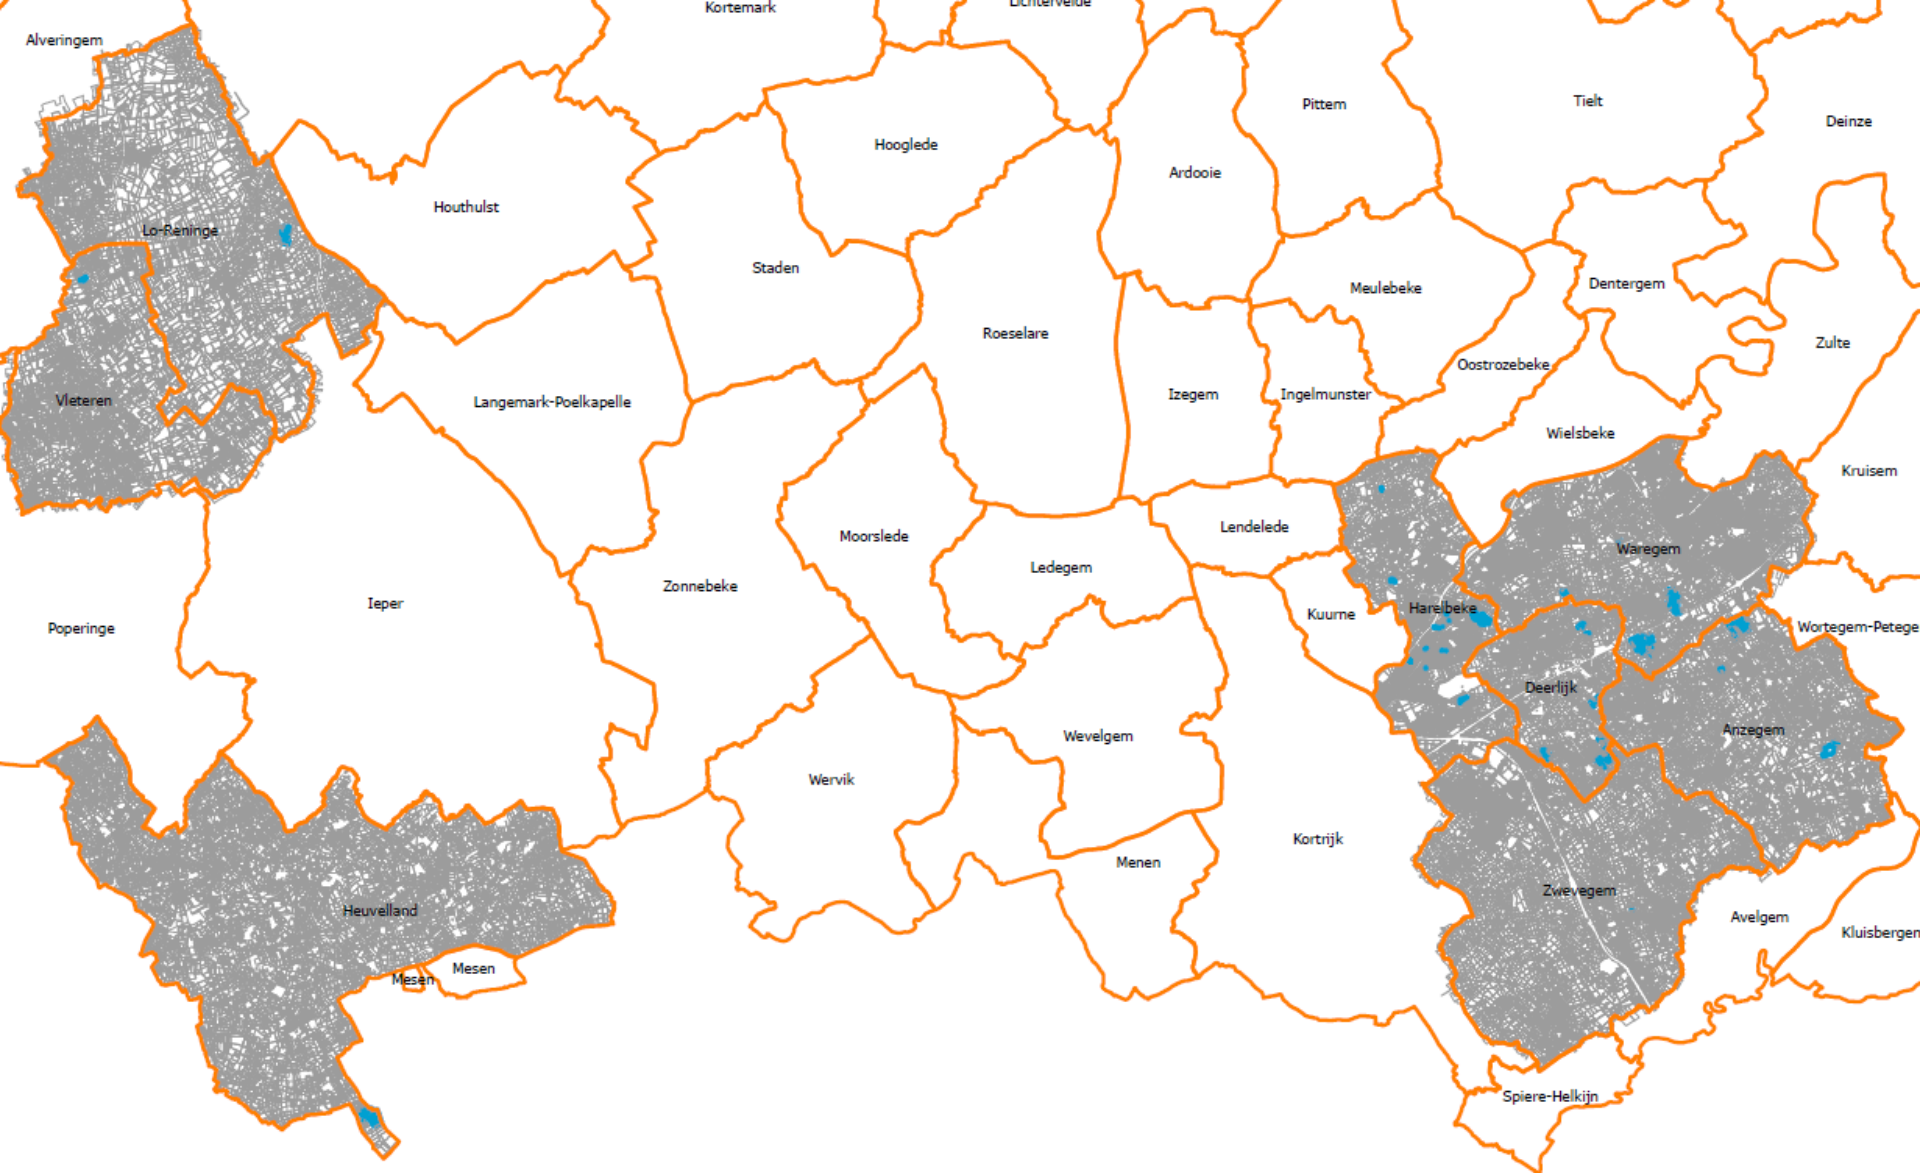 Kortemark
Lichtervelde
Alveringem
Tielt
Pittem
Deinze
Hooglede
Ardooie
Houthulst
Lo-Reninge
Staden
Dentergem
Meulebeke
Roeselare
Zulte
Oostrozebeke
Izegem
Ingelmunster
Vleteren
Langemark-Poelkapelle
Wielsbeke
Kruisem
Lendelede
Moorslede
Waregem
Ledegem
Zonnebeke
Ieper
Harelbeke
Kuurne
Poperinge
Wortegem-Petege
Deerlijk
Anzegem
Wevelgem
Wervik
Kortrijk
Menen
Zwevegem
Heuvelland
Avelgem
Kluisbergen
Mesen
Mesen
Spiere-Helkijn